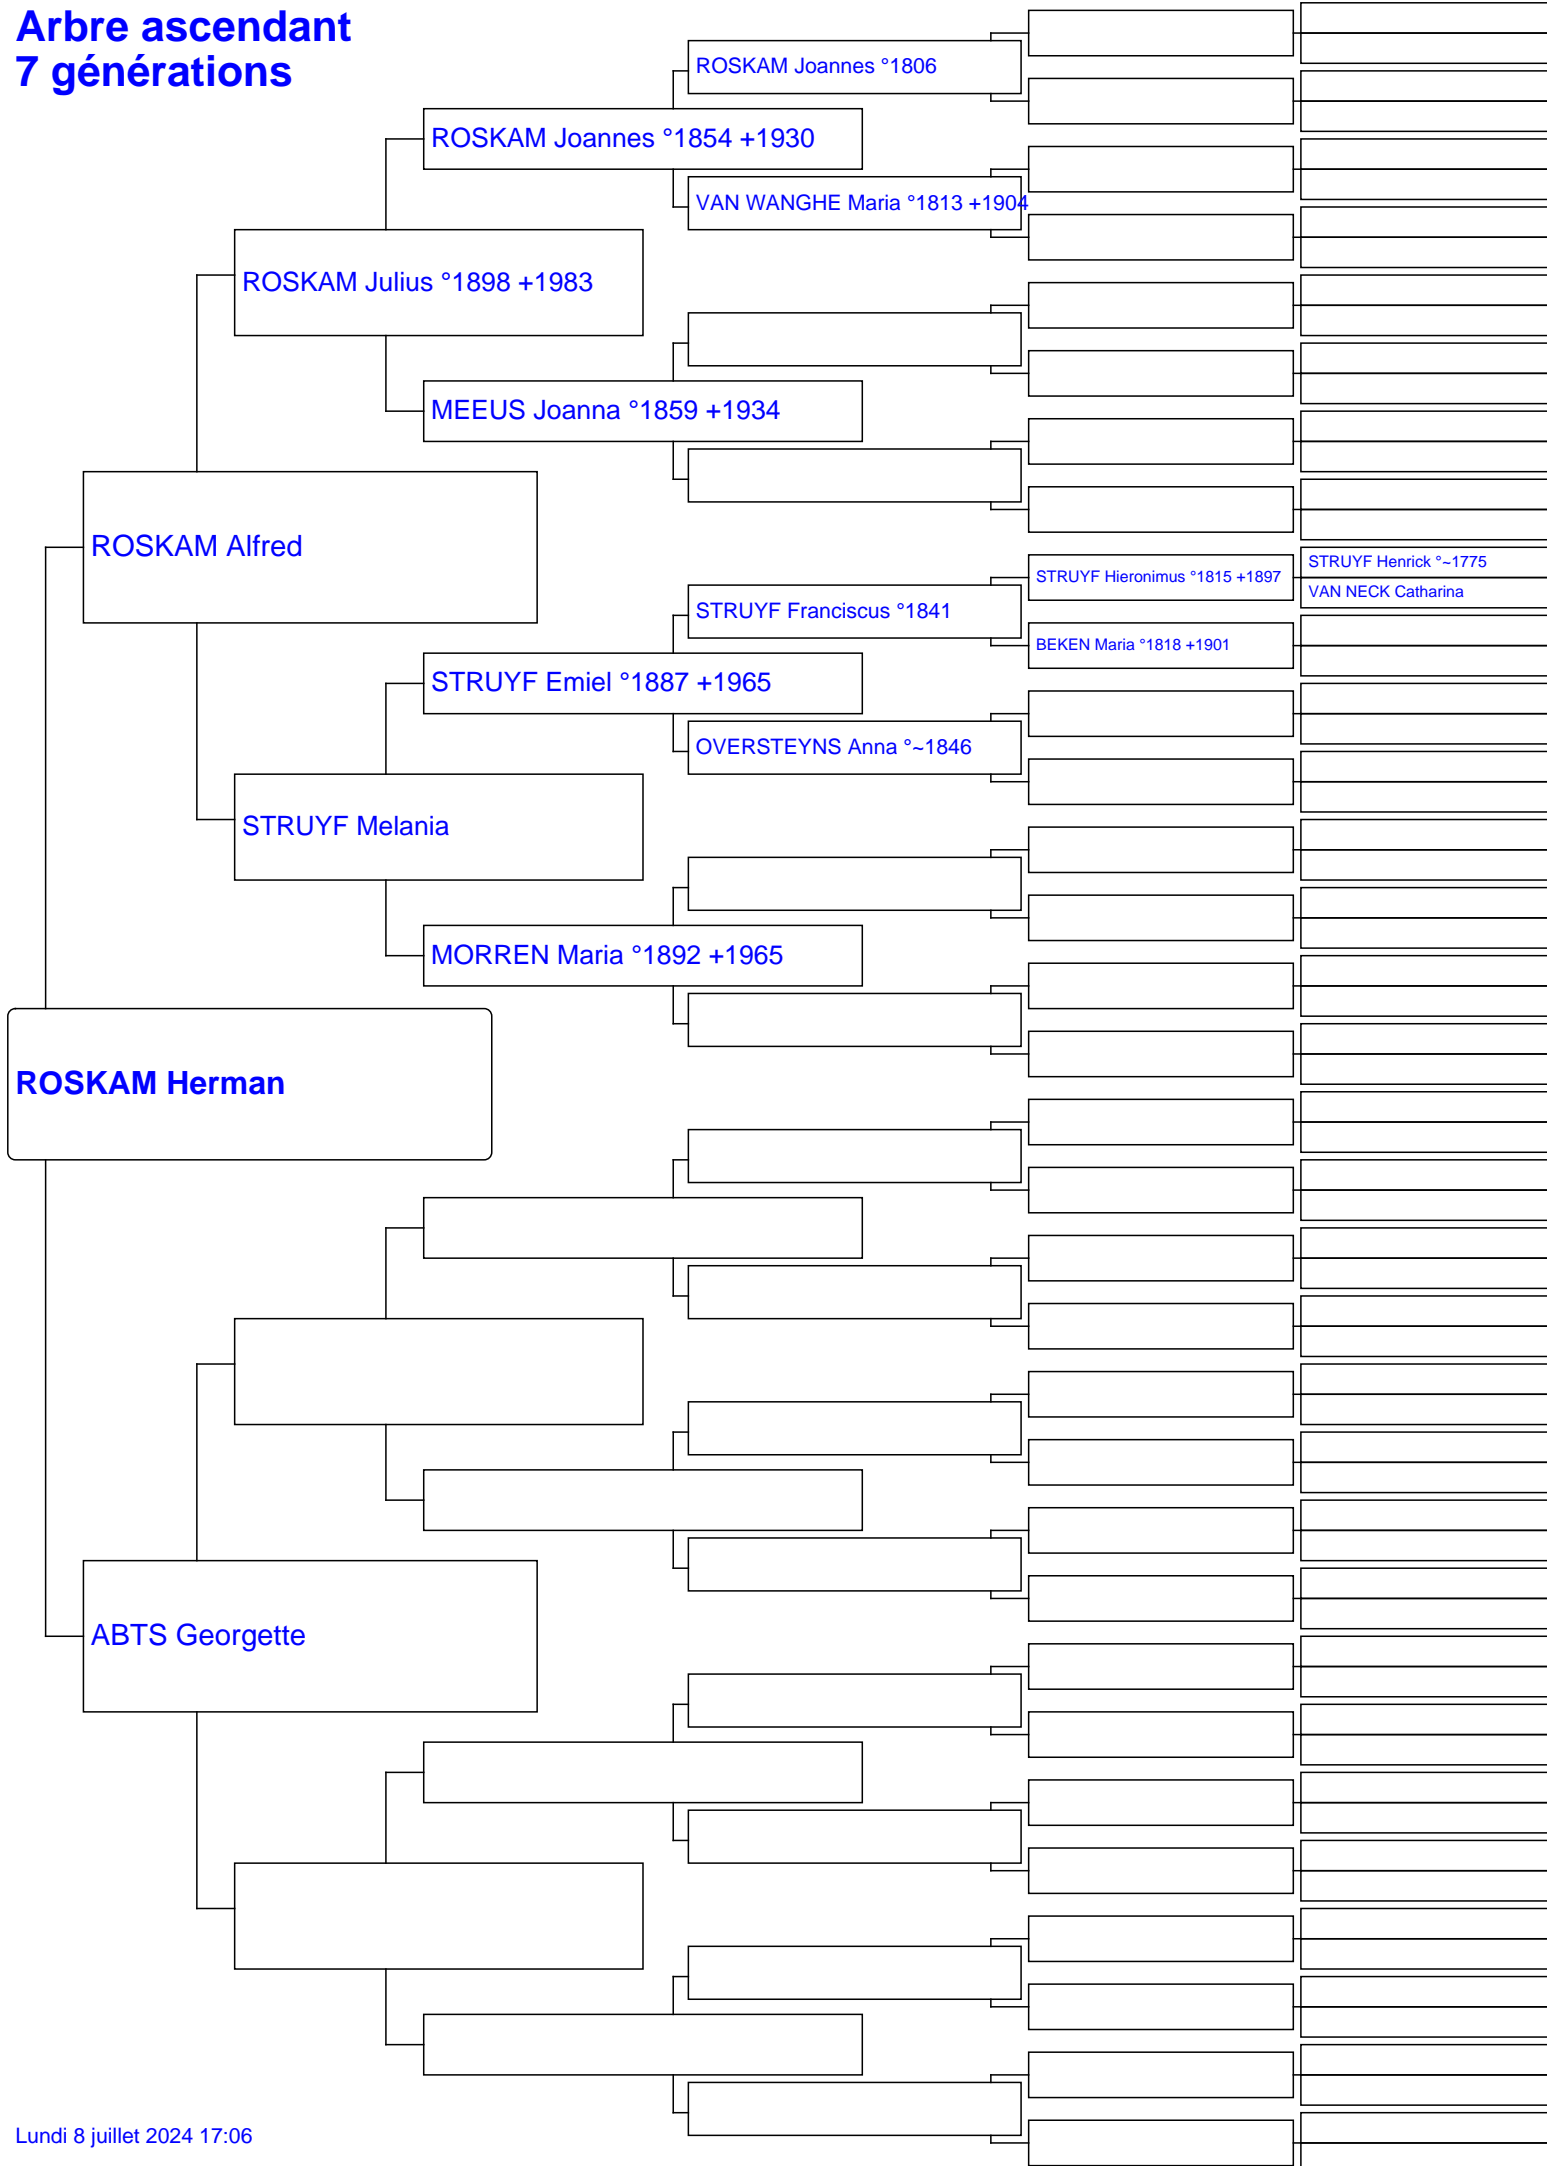 Arbre ascendant
7 générations
ROSKAM Joannes °1806
ROSKAM Joannes °1854 +1930
VAN WANGHE Maria °1813 +1904
ROSKAM Julius °1898 +1983
MEEUS Joanna °1859 +1934
ROSKAM Alfred
STRUYF Henrick °~1775
STRUYF Hieronimus °1815 +1897
VAN NECK Catharina
STRUYF Franciscus °1841
BEKEN Maria °1818 +1901
STRUYF Emiel °1887 +1965
OVERSTEYNS Anna °~1846
STRUYF Melania
MORREN Maria °1892 +1965
ROSKAM Herman
ABTS Georgette
Lundi 8 juillet 2024 17:06